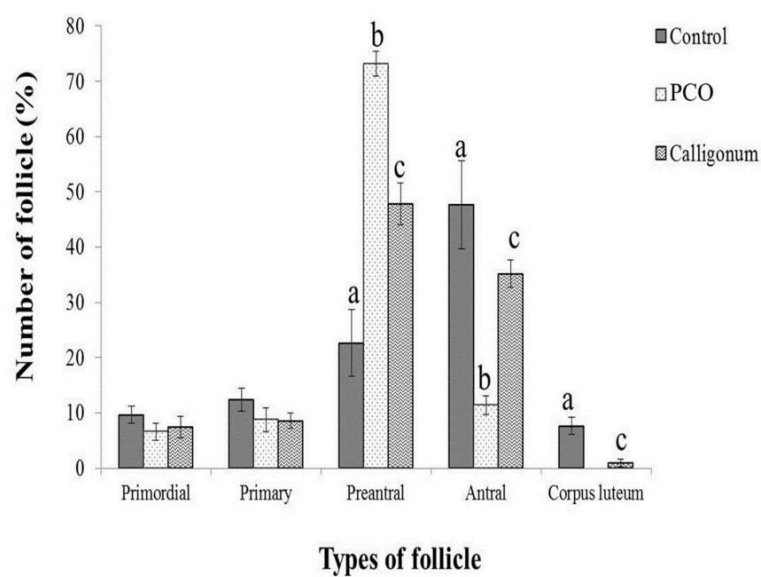 Number of follicle (%)
80
70
60
50
40
30
20
10
0
a
b
c
a
b
c
a
c
Primordial
Primary
Preantral
Antral
Corpus luteum
Types of follicle
Control
PCO
Calligonum